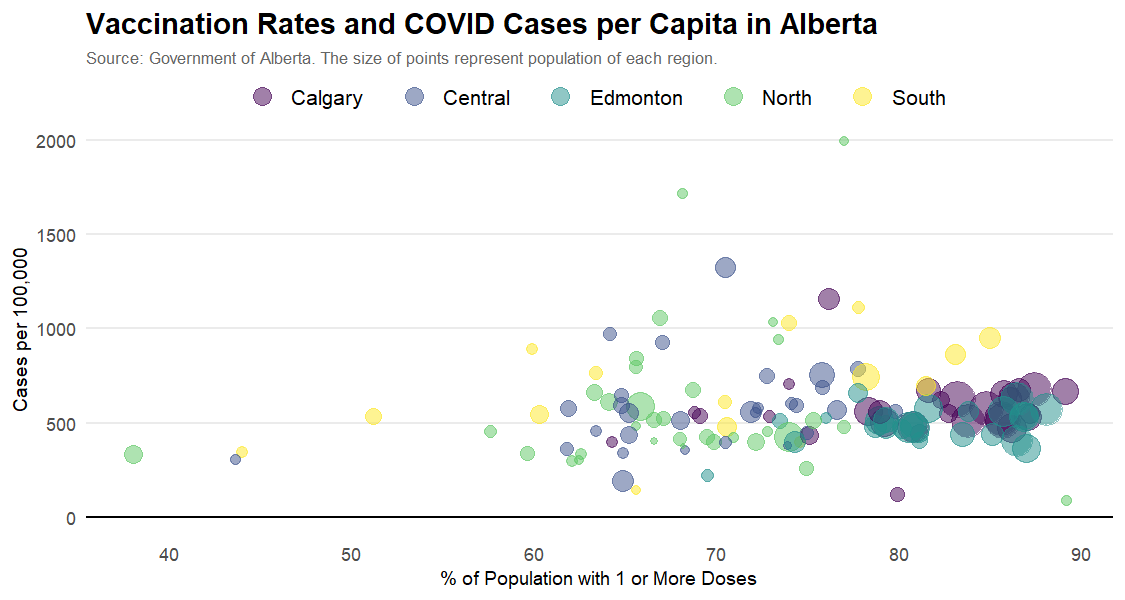 Vaccination Rates and COVID Cases per Capita in Alberta
Source: Government of Alberta. The size of points represent population of each region.
Calgary Central Edmonton North South
2000
1500
1000
500
0
Cases per 100,000
40 50 60 70 80 90
% of Population with 1 or More Doses